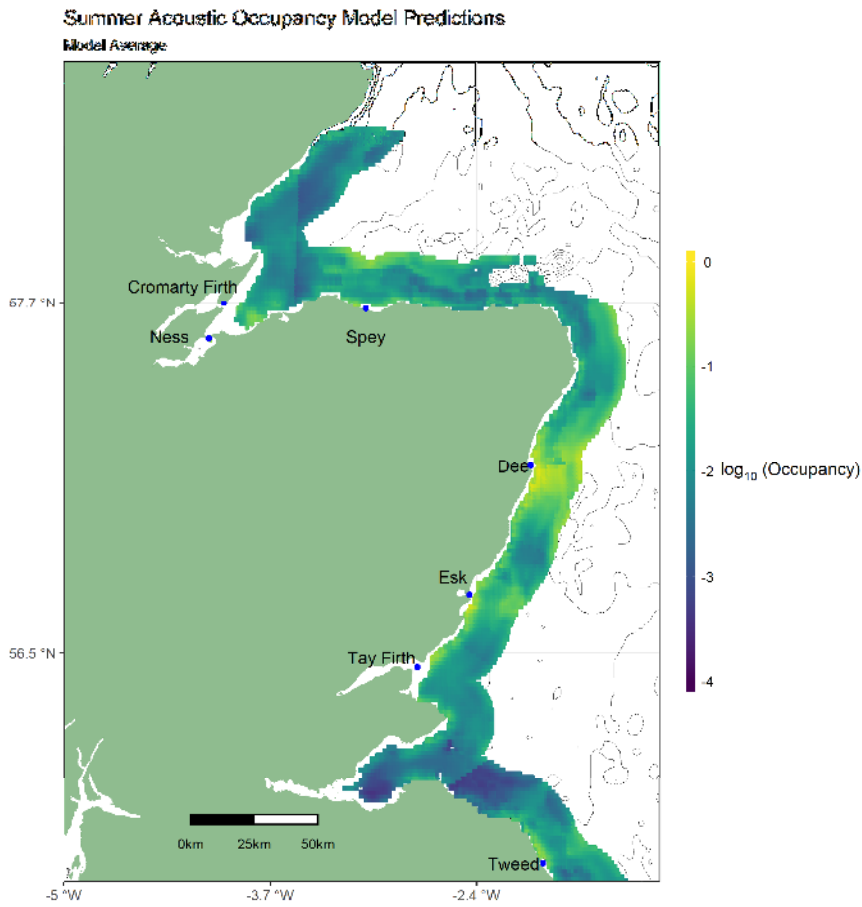 Summer Acoustic Occupancy Model Predictions
Model Average
Cromarty Firth
67.7 °N
Ness
Spey
Dee
Esk
Tay Firth
56.5 °N
0km 25km 50km
Tweed
-5 °W -3.7 °W -2.4 °W
0
-1
-2
log10 (Occupancy)
-3
-4